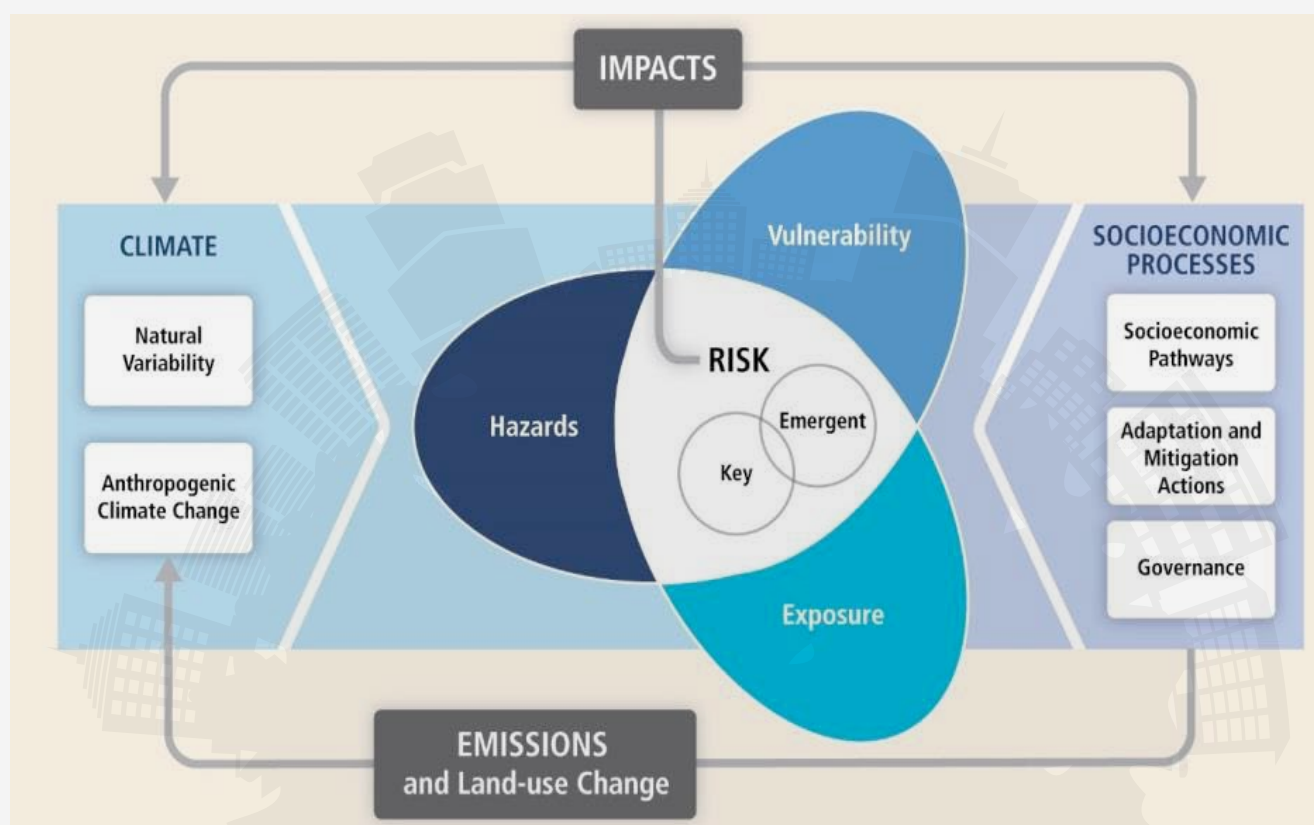 IMPACTS
CLIMATE
Natural
Variability
Anthropogenic
Climate Change
Vulnerability
Hazards
RISK
Emergent
Key
Exposure
SOCIOECONOMIC
PROCESSES
Socioeconomic
Pathways
Adaptation and
Mitigation
Actions
Governance
EMISSIONS
and Land-use Change